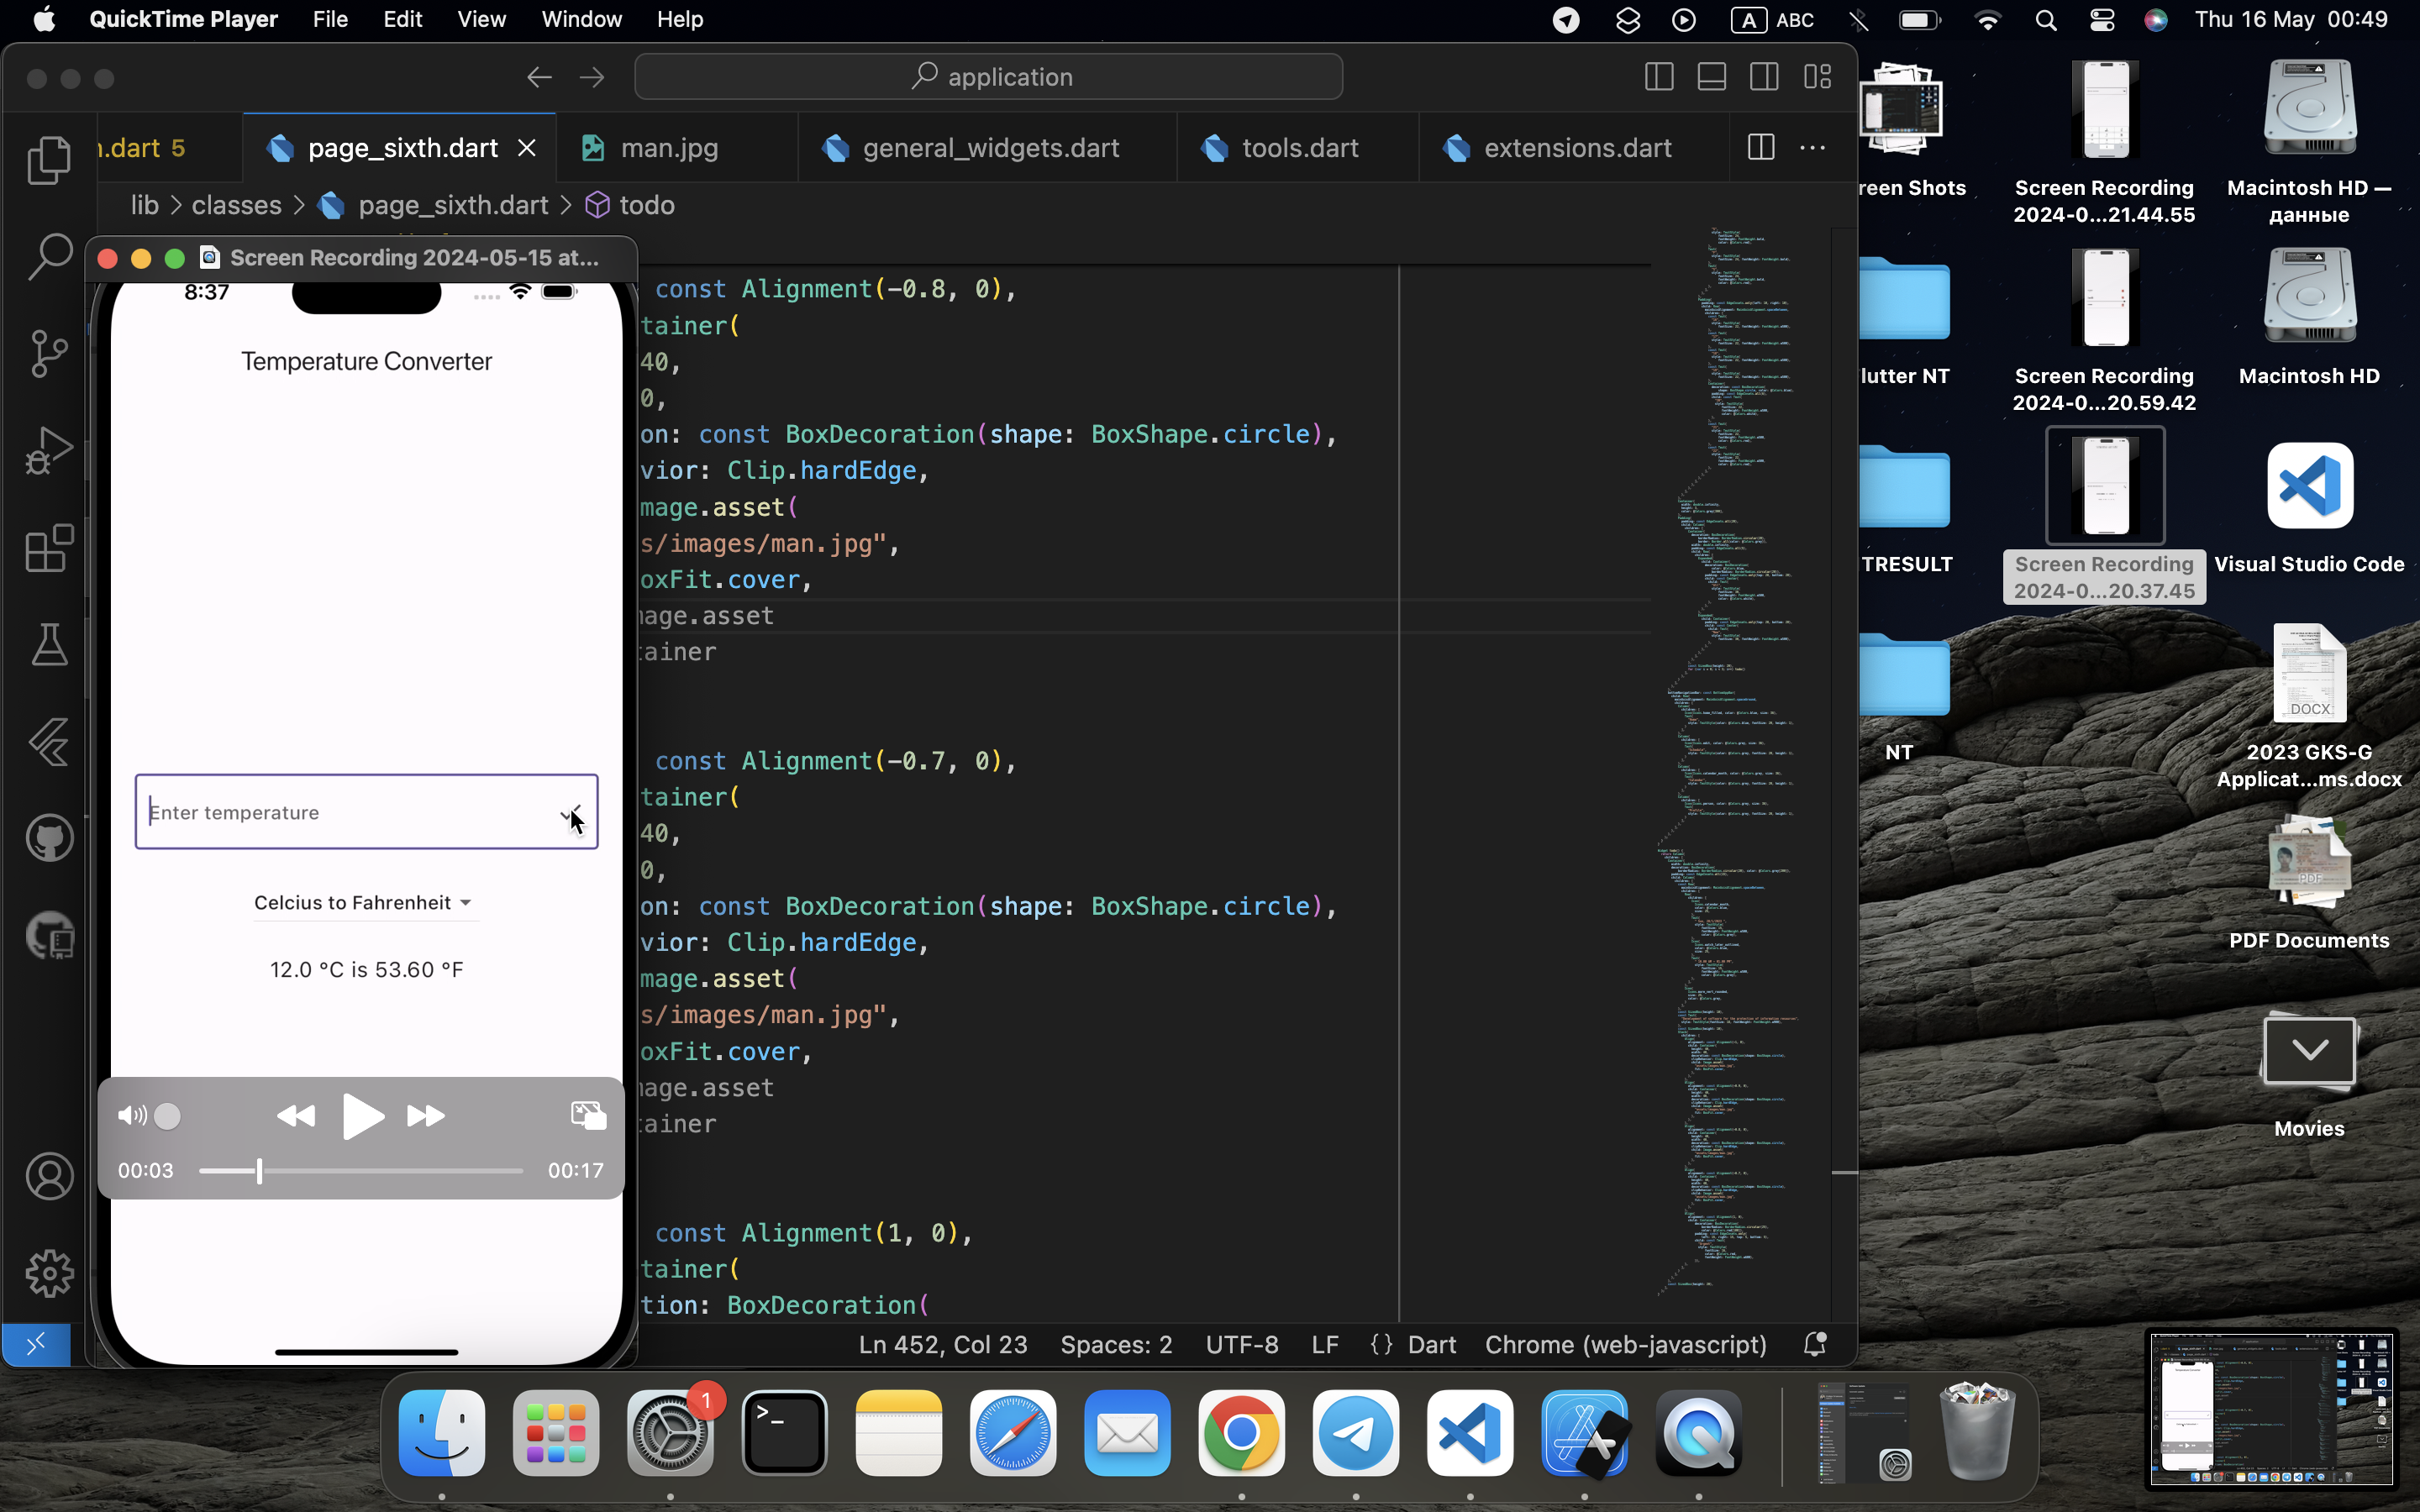 QuickTime Player File Edit View Window Help
A ABC Thu 16 May 00:49
application
n.dart 5 page_sixth.dart man.jpg general_widgets.dart tools.dart extensions.dart
lib > classes > page_sixth.dart > todo
Screen Recording 2024-05-15 at...
8:37
Temperature Converter
Enter temperature
Celcius to Fahrenheit
12.0 °C is 53.60 °F
00:03 00:17
const Alignment(-0.8, 0),
tainer(
40,
0,
on: const BoxDecoration(shape: BoxShape.circle),
vior: Clip.hardEdge,
mage.asset(
s/images/man.jpg",
oxFit.cover,
mage.asset
tainer
const Alignment(-0.7, 0),
tainer(
40,
0,
on: const BoxDecoration(shape: BoxShape.circle),
vior: Clip.hardEdge,
mage.asset(
s/images/man.jpg",
oxFit.cover,
mage.asset
tainer
const Alignment(1, 0),
tainer(
tion: BoxDecoration(
Ln 452, Col 23 Spaces: 2 UTF-8 LF {} Dart Chrome (web-javascript)
reen Shots
Screen Recording
2024-0...21.44.55
Macintosh HD —
данные
lutter NT
Screen Recording
2024-0...20.59.42
Macintosh HD
TRESULT
Screen Recording
2024-0...20.37.45
Visual Studio Code
NT
DOCX
2023 GKS-G
Applicat...ms.docx
PDF
PDF Documents
Movies
1